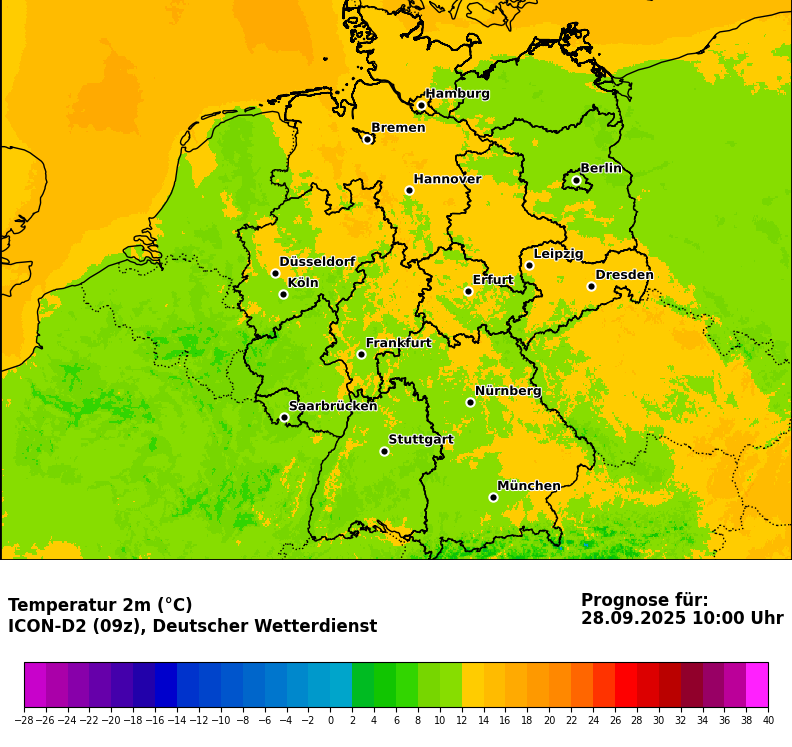 Hamburg
Bremen
Berlin
Hannover
Leipzig
Düsseldorf
Dresden
Köln
Erfurt
Frankfurt
Nürnberg
Saarbrücken
Stuttgart
München
Temperatur 2m (°C)
ICON-D2 (09z), Deutscher Wetterdienst
Prognose für:
28.09.2025 10:00 Uhr
−28 −26 −24 −22 −20 −18 −16 −14 −12 −10 −8 −6 −4 −2 0 2 4 6 8 10 12 14 16 18 20 22 24 26 28 30 32 34 36 38 40